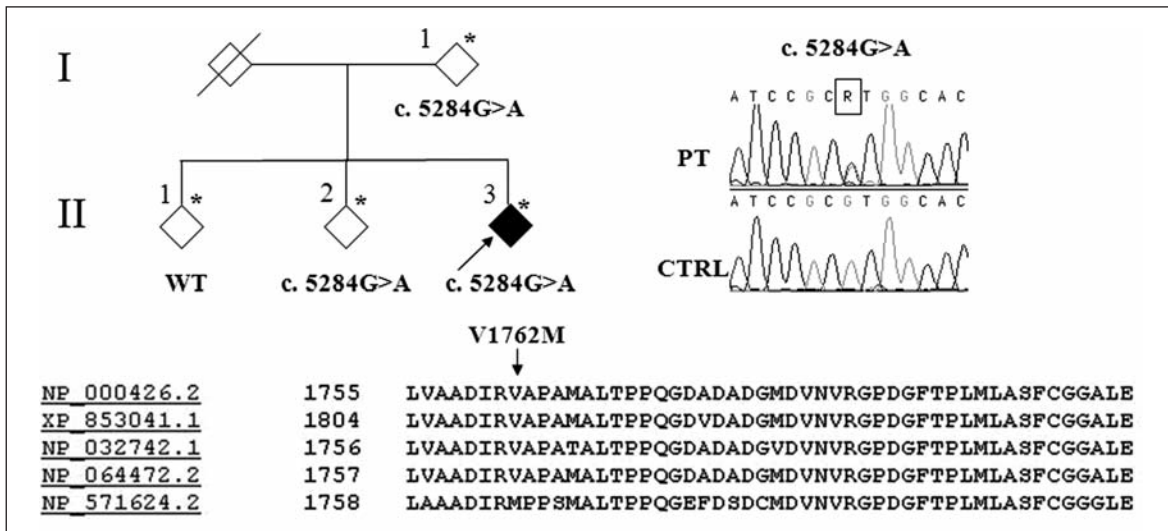 I
1 *
c. 5284G>A
II
1 *
2 *
3 *
WT
c. 5284G>A
c. 5284G>A
c. 5284G>A
A T C C G C R T G G C A C
PT
A T C C G C G T G G C A C
CTRL
V1762M
NP_000426.2 1755 LVAADIRVAPAMALTPPQGDADADGMDVNVRGPDGFTPLMLASFCGGALE
XP_853041.1 1804 LVAADIRVAPAMALTPPQGDVDADGMDVNVRGPDGFTPLMLASFCGGALE
NP_032742.1 1756 LVAADIRVAPATALTPPQGDADADGVDVNVRGPDGFTPLMLASFCGGALE
NP_064472.2 1757 LVAADIRVAPAMALTPPQGDADADGMDVNVRGPDGFTPLMLASFCGGALE
NP_571624.2 1758 LAAADIRMPPSMALTPPQGEFDSDCMDVNVRGPDGFTPLMLASFCGGGLE